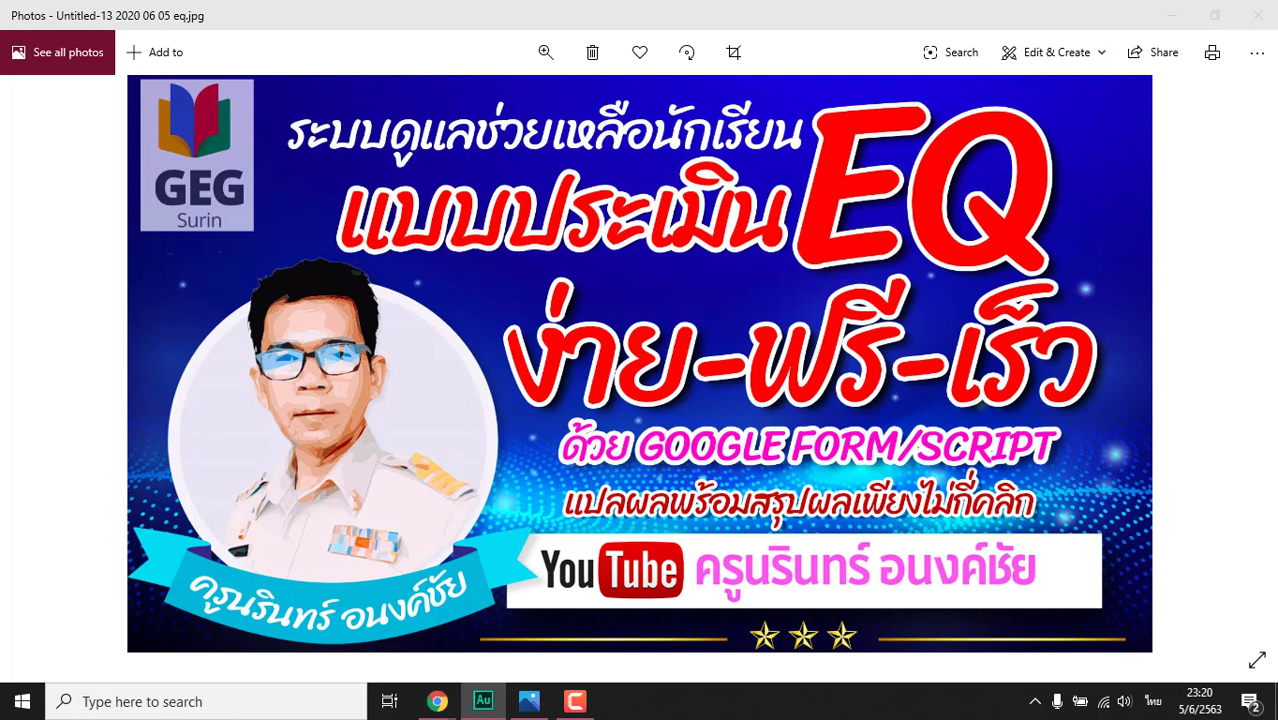 Photos - Untitled-13 2020 06 05 eq.jpg
See all photos
Add to
Search
Edit & Create
Share
GEG
Surin
ระบบดูแลช่วยเหลือนักเรียน
แบบประเมิน EQ
ง่าย-ฟรี-เร็ว
ด้วย GOOGLE FORM/SCRIPT
แปลผลพร้อมสรุปผลเพียงไม่กี่คลิก
YouTube ครูนรินทร์ อนงค์ชัย
ครูนรินทร์ อนงค์ชัย
Type here to search
Au
ไทย
23:20
5/6/2563
2